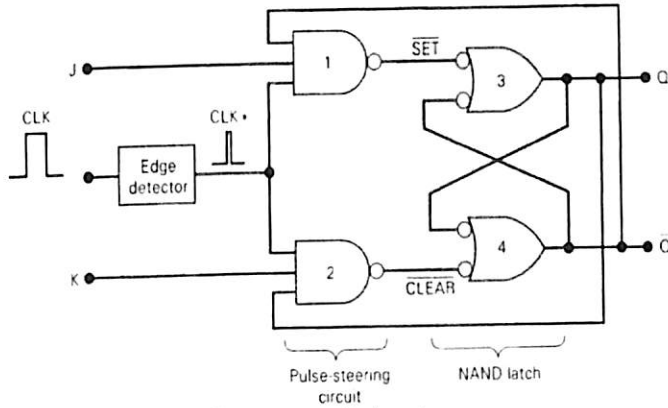 1
SET
3
Q
J
CLK
CLK*
Edge
detector
2
CLEAR
4
Q
K
Pulse-steering
circuit
NAND latch